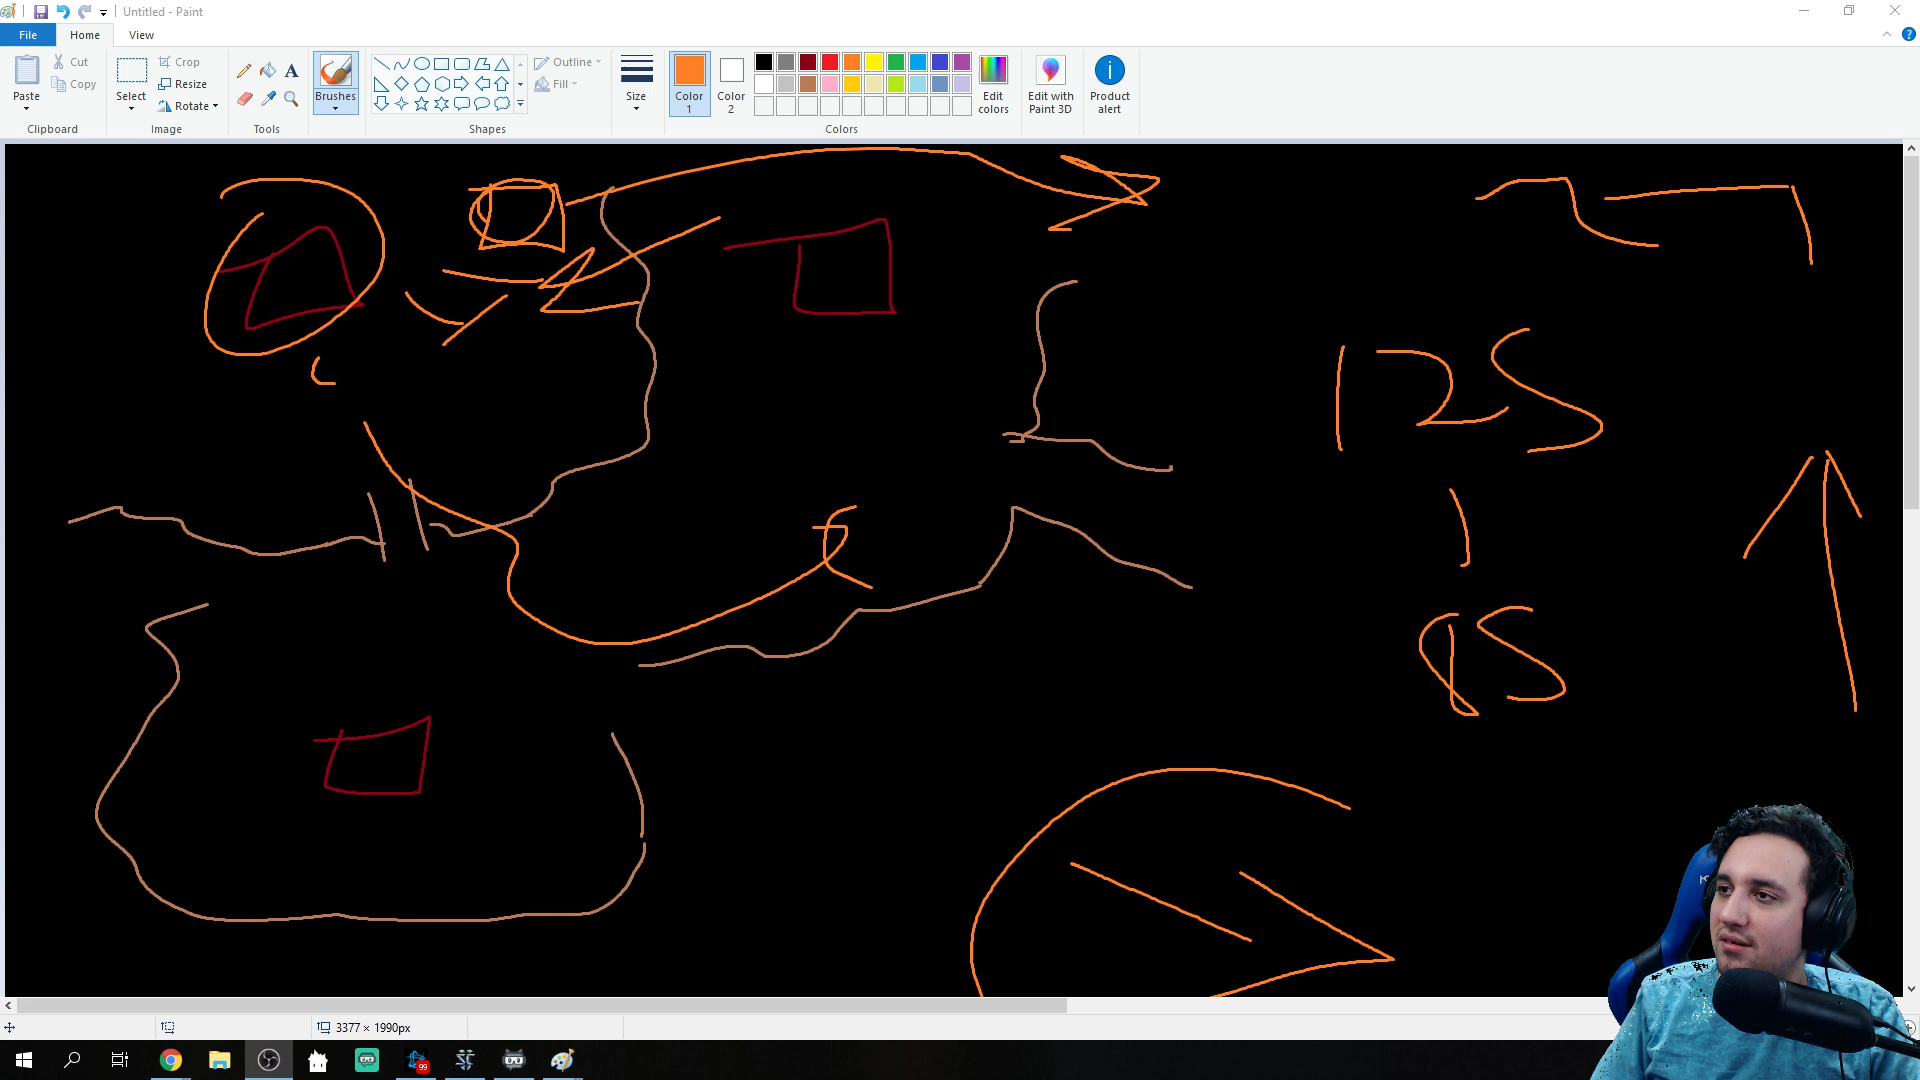 Untitled - Paint
File Home View
Paste
Cut
Copy
Clipboard
Select
Crop
Resize
Rotate
Image
Tools
Brushes
Shapes
Outline
Fill
Size
Color 1
Color 2
Colors
Edit colors
Edit with Paint 3D
Product alert
125
3377 × 1990px
99